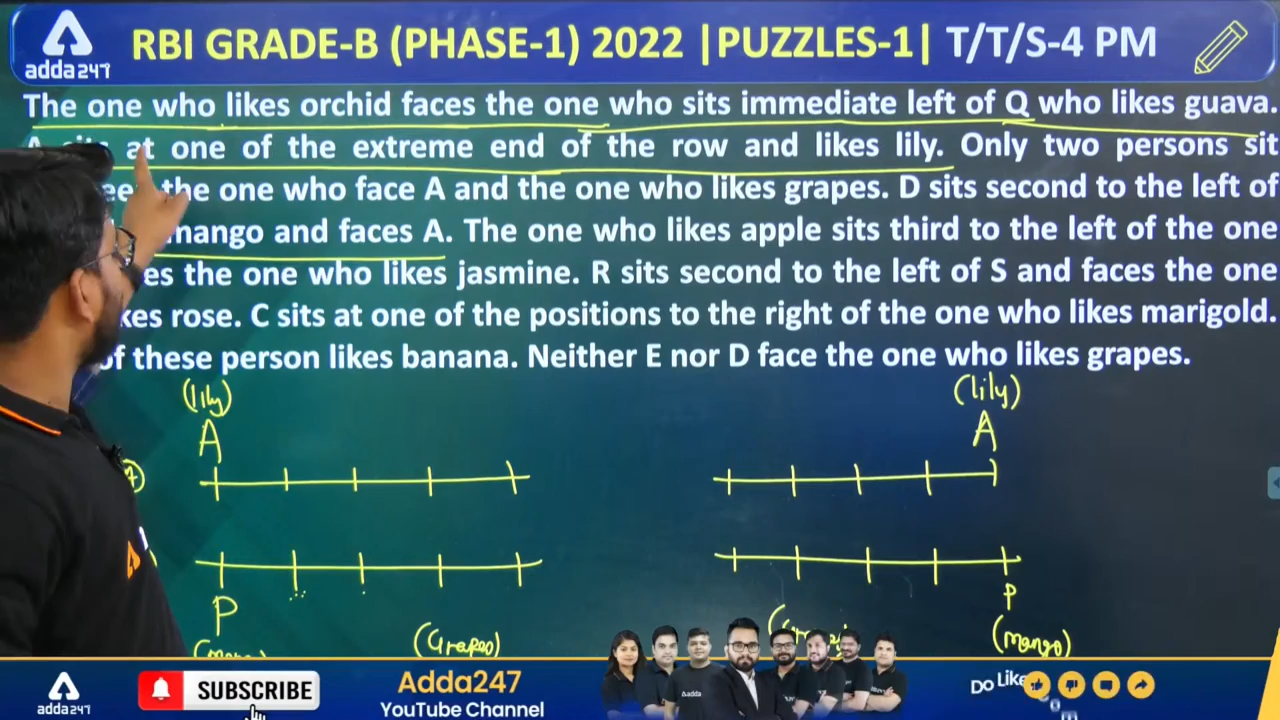 RBI GRADE-B (PHASE-1) 2022 |PUZZLES-1| T/T/S-4 PM
adda247
The one who likes orchid faces the one who sits immediate left of Q who likes guava.
A sits at one of the extreme end of the row and likes lily. Only two persons sit
the one who face A and the one who likes grapes. D sits second to the left of
mango and faces A. The one who likes apple sits third to the left of the one
the one who likes jasmine. R sits second to the left of S and faces the one
rose. C sits at one of the positions to the right of the one who likes marigold.
of these person likes banana. Neither E nor D face the one who likes grapes.
(lily) (lily)
A A
P P
(Grapes) (mango)
adda247
SUBSCRIBE
Adda247
YouTube Channel
adda247
Do Like